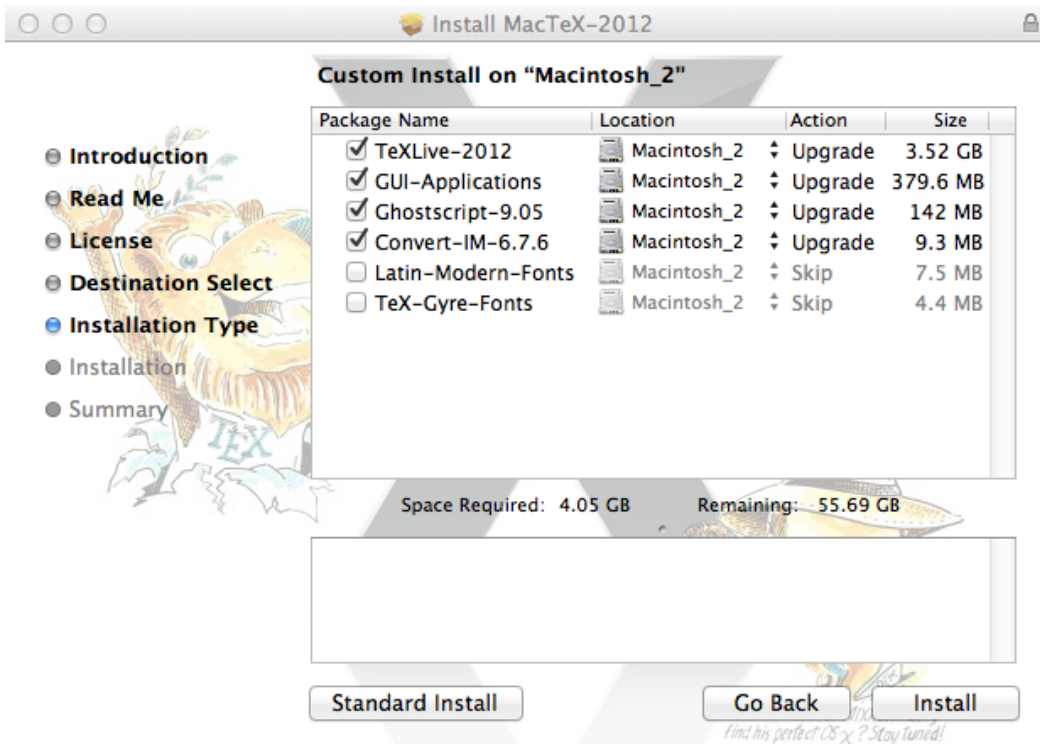 Install MacTeX-2012
Custom Install on “Macintosh_2"
Package Name Location Action Size
TeXLive-2012 Macintosh_2 Upgrade 3.52 GB
GUI-Applications Macintosh_2 Upgrade 379.6 MB
Ghostscript-9.05 Macintosh_2 Upgrade 142 MB
Convert-IM-6.7.6 Macintosh_2 Upgrade 9.3 MB
Latin-Modern-Fonts Macintosh_2 Skip 7.5 MB
TeX-Gyre-Fonts Macintosh_2 Skip 4.4 MB
Introduction
Read Me
License
Destination Select
Installation Type
Installation
Summary
TEX
Space Required: 4.05 GB Remaining: 55.69 GB
Standard Install Go Back Install
find his perfect OS-X ? Stay tuned!